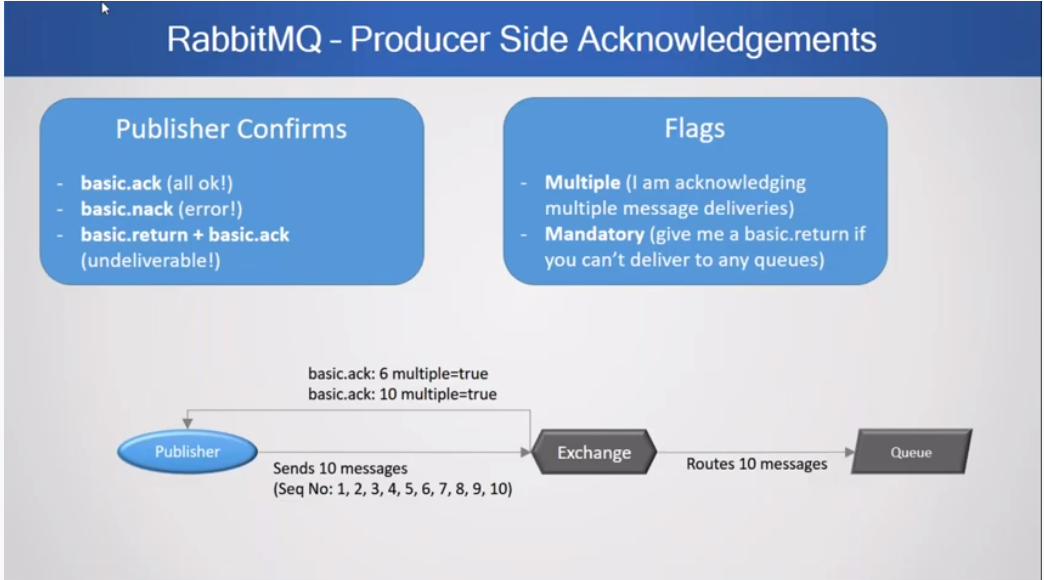 RabbitMQ - Producer Side Acknowledgements
Publisher Confirms
- basic.ack (all ok!)
- basic.nack (error!)
- basic.return + basic.ack
(undeliverable!)
Flags
- Multiple (I am acknowledging
multiple message deliveries)
- Mandatory (give me a basic.return if
you can't deliver to any queues)
basic.ack: 6 multiple=true
basic.ack: 10 multiple=true
Publisher
Sends 10 messages
(Seq No: 1, 2, 3, 4, 5, 6, 7, 8, 9, 10)
Exchange
Routes 10 messages
Queue